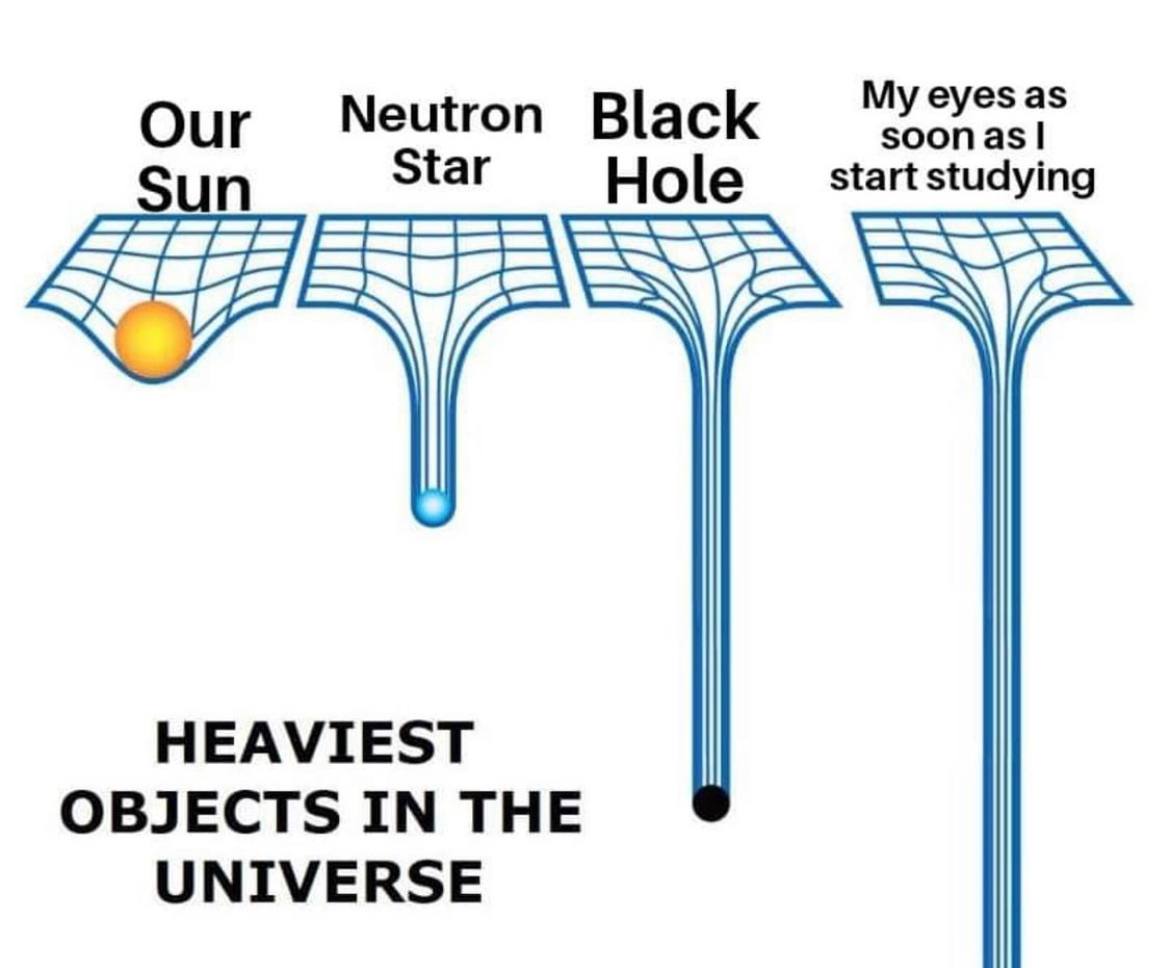 Our
Sun
Neutron
Star
Black
Hole
My eyes as
soon as I
start studying
HEAVIEST
OBJECTS IN THE
UNIVERSE